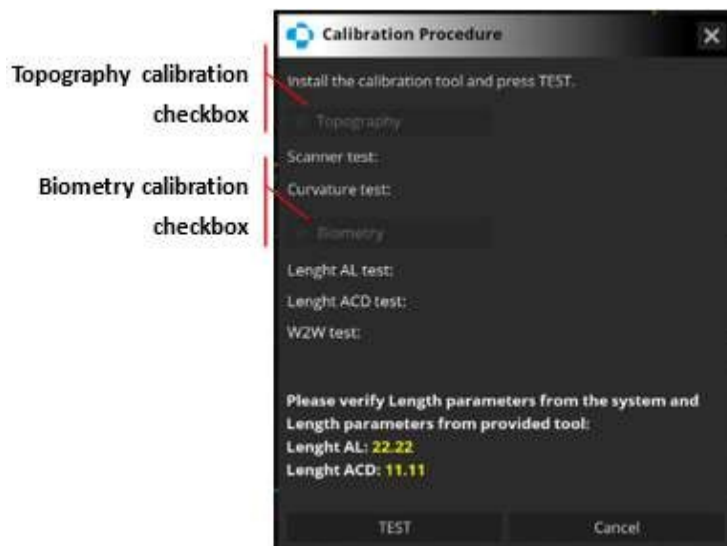 Calibration Procedure
Topography calibration
checkbox
Install the calibration tool and press TEST.
Topography
Scanner test:
Biometry calibration
checkbox
Curvature test:
Biometry
Lenght AL test:
Lenght ACD test:
W2W test:
Please verify Length parameters from the system and
Length parameters from provided tool:
Lenght AL: 22.22
Lenght ACD: 11.11
TEST
Cancel